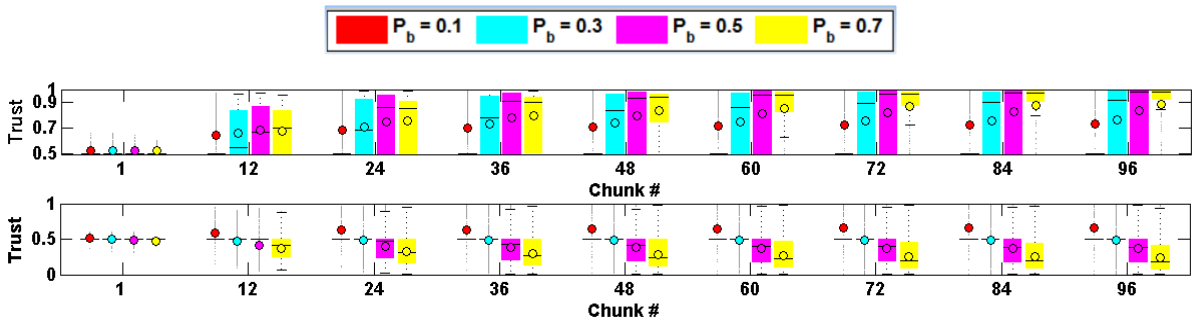 P_b = 0.1 P_b = 0.3 P_b = 0.5 P_b = 0.7
1
0.9
0.7
0.5
Trust
1 12 24 36 48 60 72 84 96
Chunk #
1
0.5
0
Trust
1 12 24 36 48 60 72 84 96
Chunk #